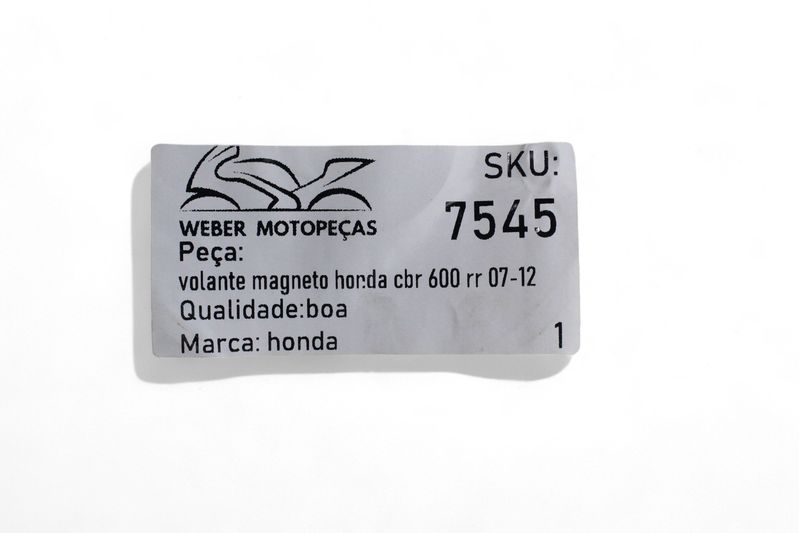 SKU:
7545
WEBER MOTOPEÇAS
Peça:
volante magneto honda cbr 600 rr 07-12
Qualidade:boa
Marca: honda
1